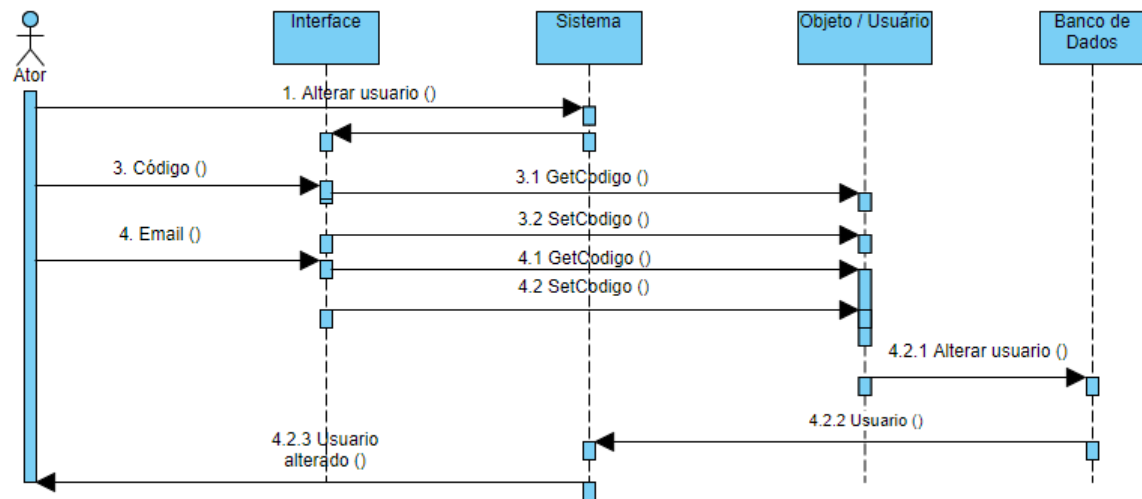 Interface
Sistema
Objeto / Usuário
Banco de
Dados
Ator
1. Alterar usuario ()
3. Código ()
3.1 GetCodigo ()
3.2 SetCodigo ()
4. Email ()
4.1 GetCodigo ()
4.2 SetCodigo ()
4.2.1 Alterar usuario ()
4.2.2 Usuario ()
4.2.3 Usuario
alterado ()